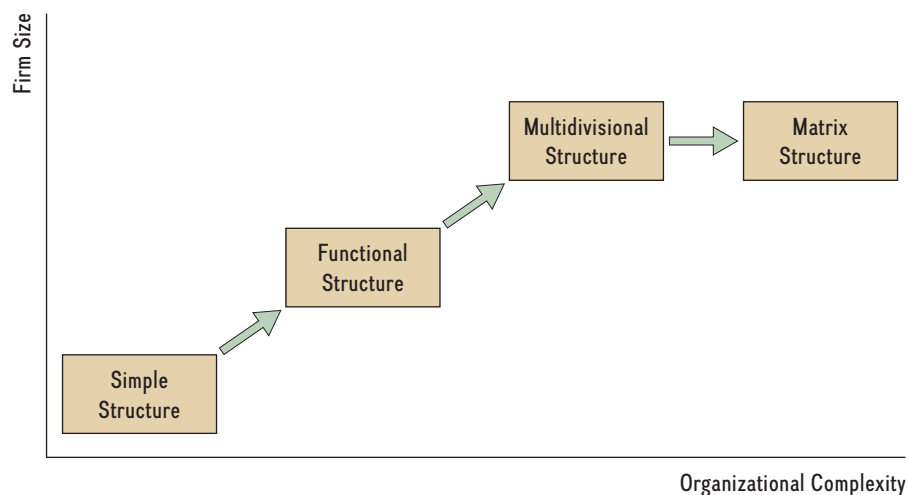 Firm Size
Multidivisional
Structure
Matrix
Structure
Functional
Structure
Simple
Structure
Organizational Complexity